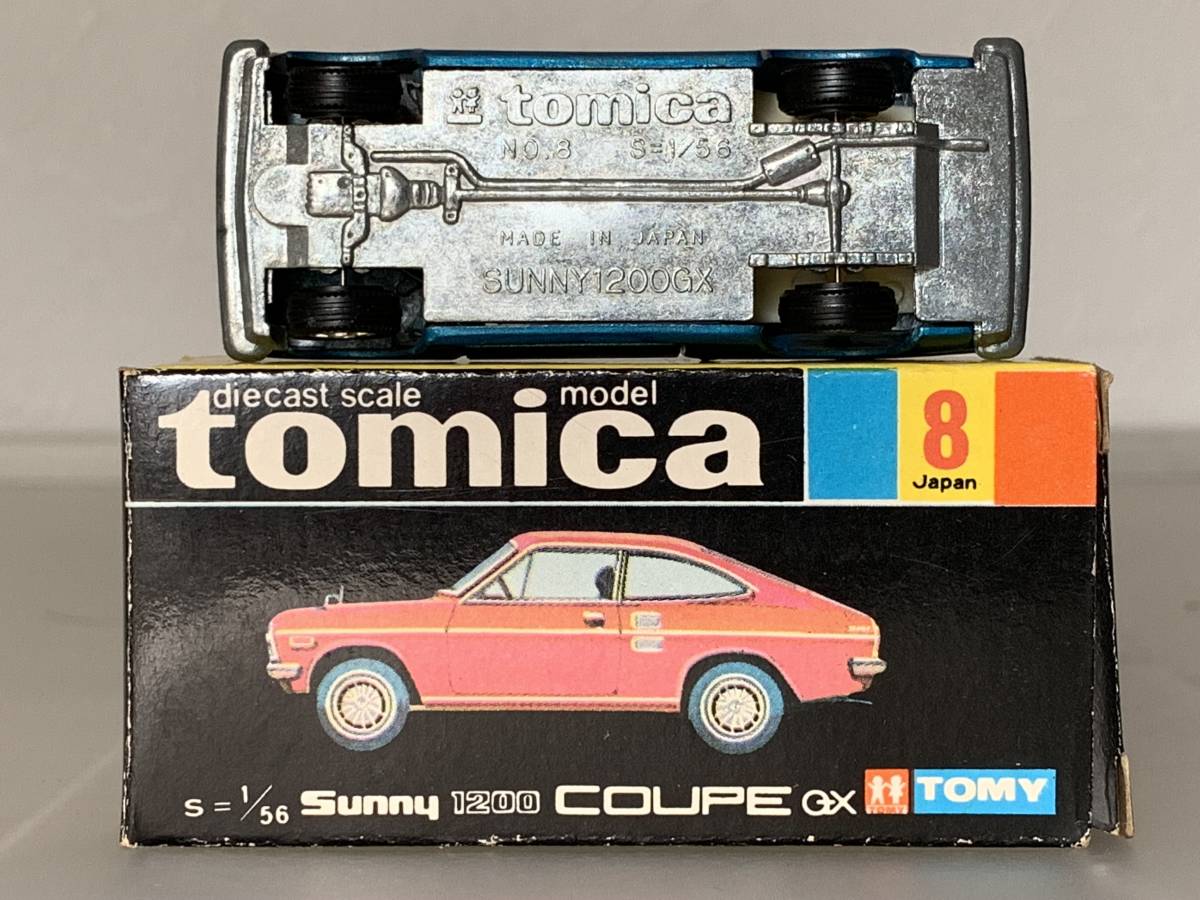 tomica
NO.8 S=1/56
MADE IN JAPAN
SUNNY1200GX
diecast scale model
tomica
8
Japan
S = 1/56 Sunny 1200 COUPE GX
TOMY
TOMY